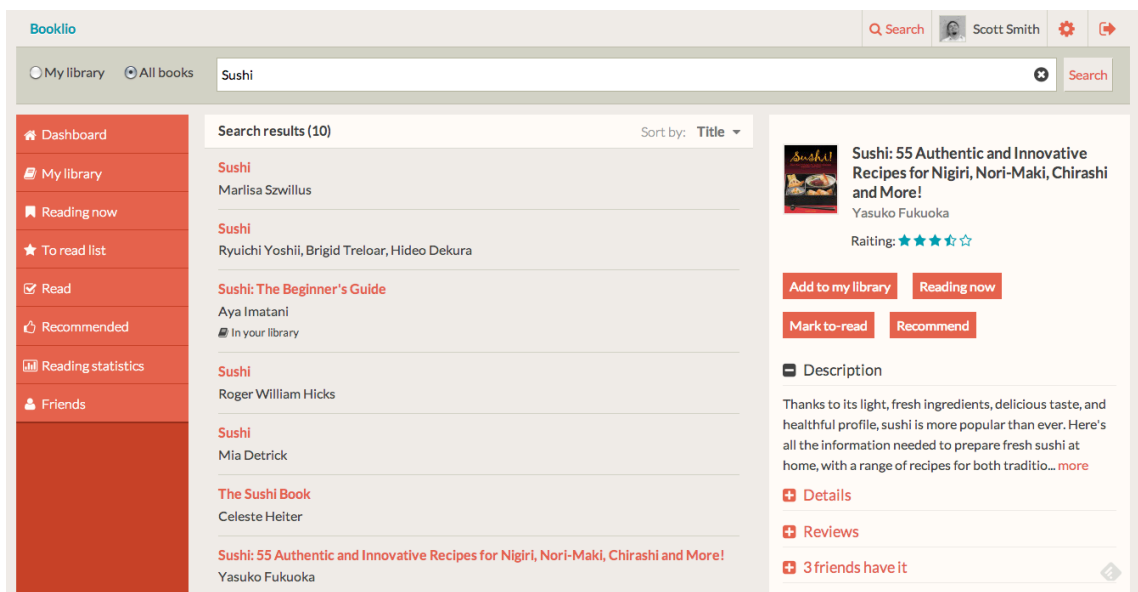 Booklio
Search
Scott Smith
My library
All books
Sushi
Search
Dashboard
My library
Reading now
To read list
Read
Recommended
Reading statistics
Friends
Search results (10)
Sort by: Title
Sushi
Marlisa Szwillus
Sushi
Ryuichi Yoshii, Brigid Treloar, Hideo Dekura
Sushi: The Beginner's Guide
Aya Imatani
In your library
Sushi
Roger William Hicks
Sushi
Mia Detrick
The Sushi Book
Celeste Heiter
Sushi: 55 Authentic and Innovative Recipes for Nigiri, Nori-Maki, Chirashi and More!
Yasuko Fukuoka
Sushi!
Sushi: 55 Authentic and Innovative
Recipes for Nigiri, Nori-Maki, Chirashi
and More!
Yasuko Fukuoka
Raiting:
Add to my library
Reading now
Mark to-read
Recommend
Description
Thanks to its light, fresh ingredients, delicious taste, and
healthful profile, sushi is more popular than ever. Here's
all the information needed to prepare fresh sushi at
home, with a range of recipes for both traditio... more
Details
Reviews
3 friends have it